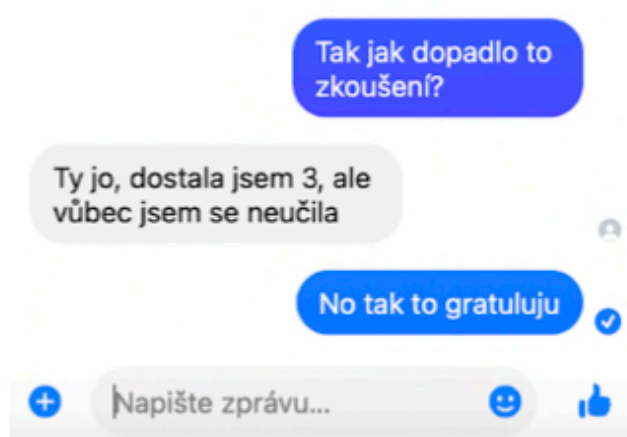 Tak jak dopadlo to
zkoušení?
Ty jo, dostala jsem 3, ale
vůbec jsem se neučila
No tak to gratuluju
Napište zprávu...